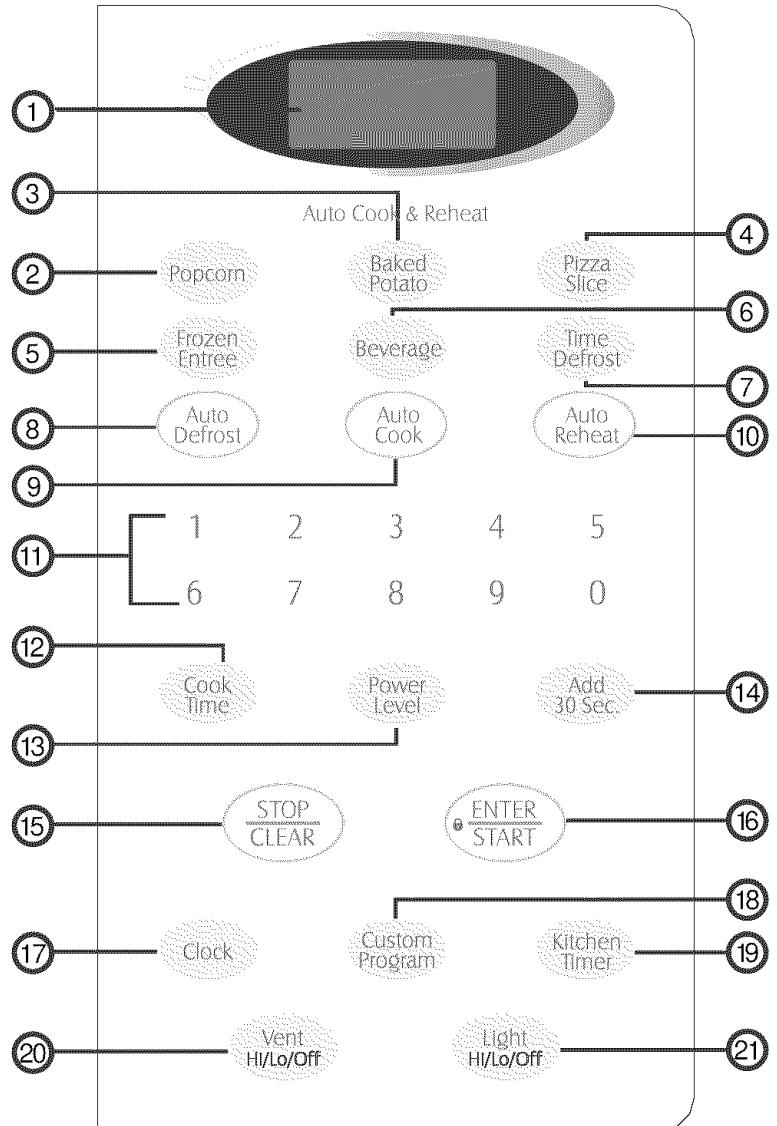 1
3
Auto Cook & Reheat
4
2
Popcorn
Baked
Potato
Pizza
Slice
6
5
Frozen
Entree
Beverage
Time
Defrost
7
8
Auto
Defrost
Auto
Cook
Auto
Reheat
10
9
11
1 2 3 4 5
6 7 8 9 0
12
Cook
Time
Power
Level
Add
30 Sec.
14
13
15
STOP
CLEAR
ENTER
START
16
18
17
Clock
Custom
Program
Kitchen
Timer
19
20
Vent
Hi/Lo/Off
Light
Hi/Lo/Off
21